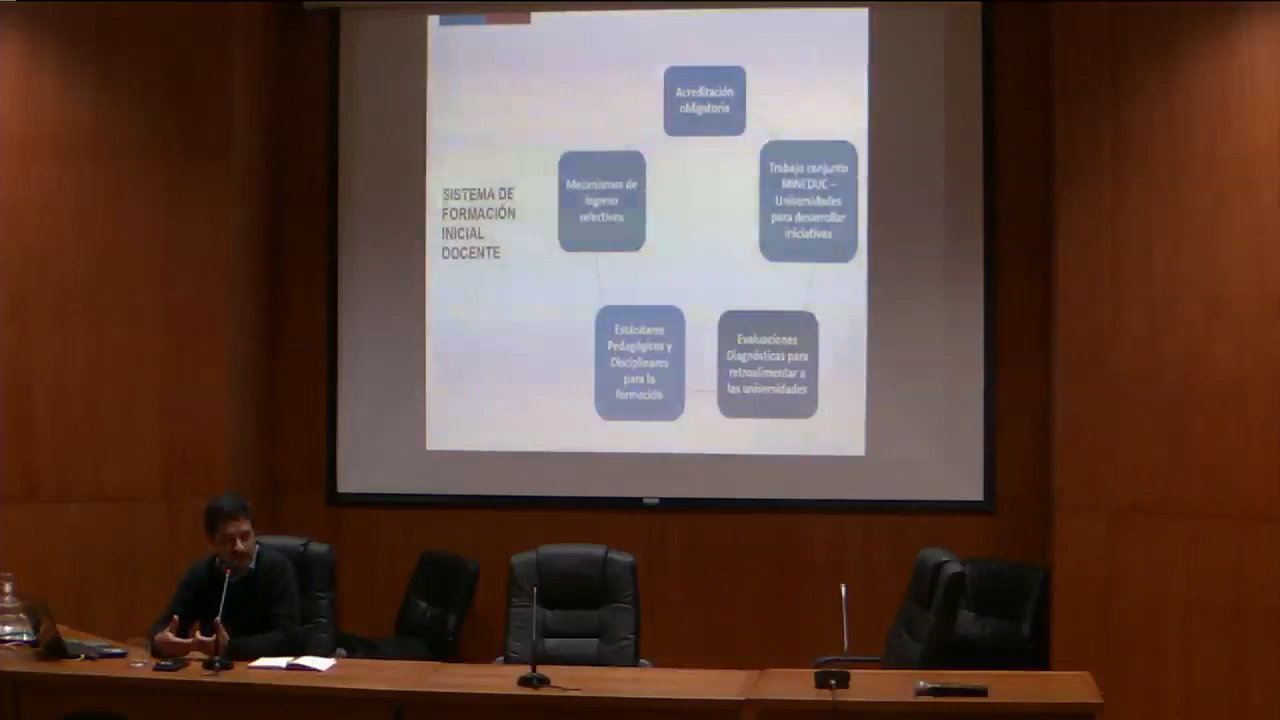 SISTEMA DE
FORMACIÓN
INICIAL
DOCENTE
Acreditación
obligatoria
Trabajo conjunto
MINEDUC –
Universidades
para desarrollar
iniciativas
Evaluaciones
Diagnósticas para
retroalimentar a
las universidades
Estándares
Pedagógicos y
Disciplinares
para la
formación
Mecanismos de
ingreso
selectivos